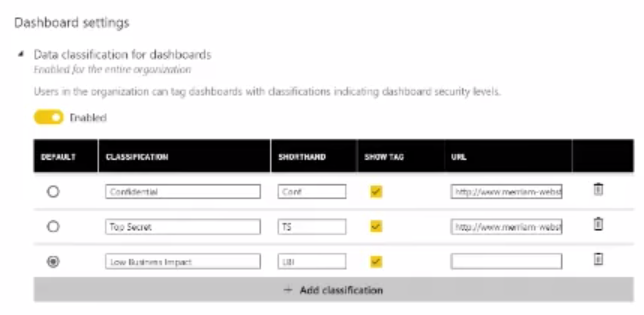 Dashboard settings
Data classification for dashboards
Enabled for the entire organization
Users in the organization can tag dashboards with classifications indicating dashboard security levels.
Enabled
DEFAULT CLASSIFICATION SHORTHAND SHOW TAG URL
Confidential Conf http://www.merriam-webst
Top Secret TS http://www.merriam-webst
Low Business Impact
+ Add classification